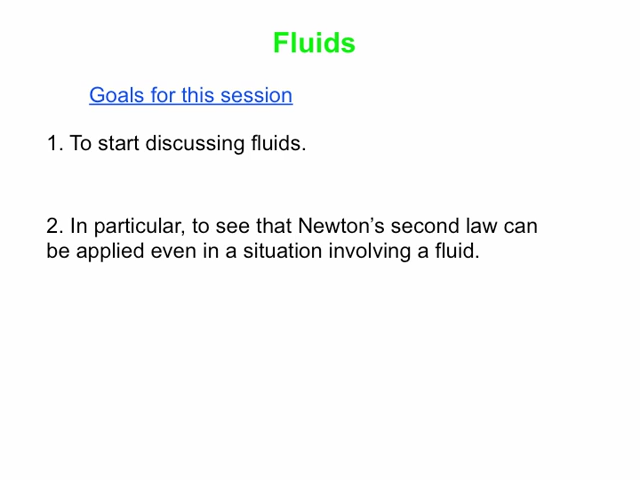 Fluids
Goals for this session
1. To start discussing fluids.
2. In particular, to see that Newton’s second law can
be applied even in a situation involving a fluid.